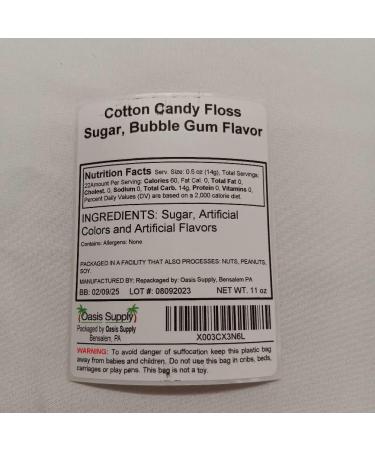 Cotton Candy Floss
Sugar, Bubble Gum Flavor
Nutrition Facts Serv. Size: 0.5 oz (14g), Total Servings:
22Amount Per Serving: Calories 60, Fat Cal. 0, Total Fat 0,
Cholest. 0, Sodium 0, Total Carb. 14g, Protein 0, Vitamins 0,
Percent Daily Values (DV) are based on a 2,000 calorie diet.
INGREDIENTS: Sugar, Artificial
Colors and Artificial Flavors
Contains: Allergens: None
PACKAGED IN A FACILITY THAT ALSO PROCESSES: NUTS, PEANUTS,
SOY.
MANUFACTURED BY: Repackaged by: Oasis Supply, Bensalem PA
BB: 02/09/25 LOT #: 08092023 NET WT. 11 oz
Oasis Supply
Packaged by Oasis Supply
Bensalem, PA
X003CX3N6L
WARNING: To avoid danger of suffocation keep this plastic bag
away from babies and children. Do not use this bag in cribs, beds,
carriages or play pens. This bag is not a toy.